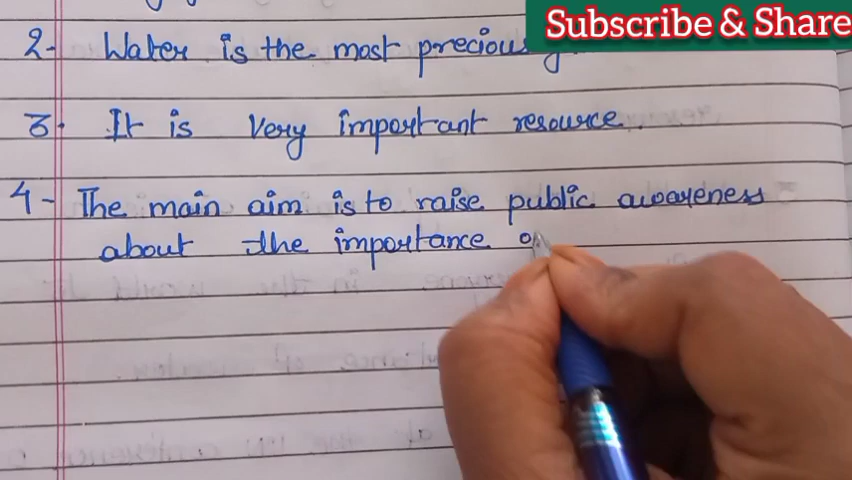 Subscribe & Share
2- Water is the most precious
3. It is Very important resource.
4- The main aim is to raise public awareness
about the importance of